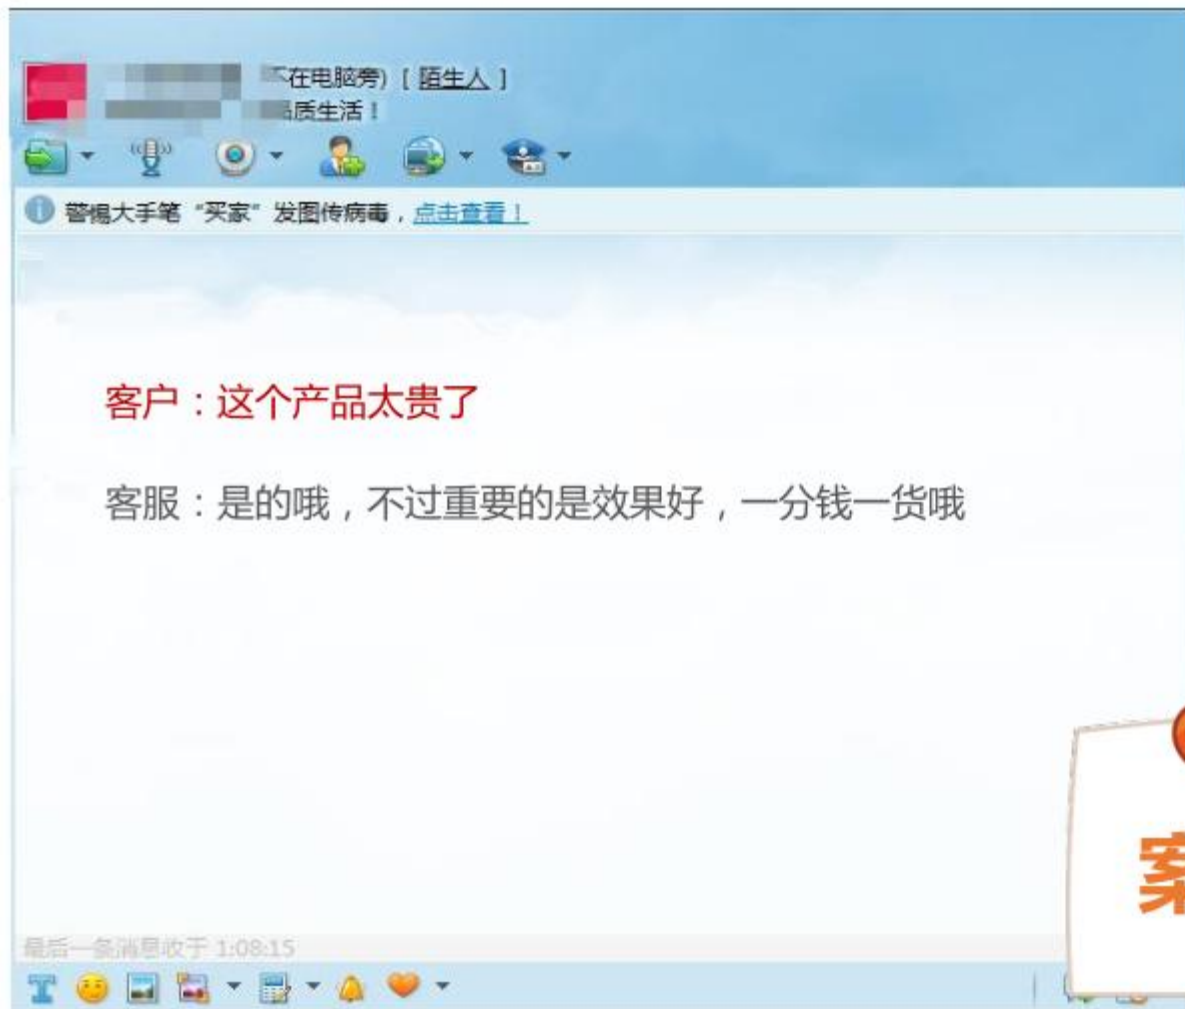 不在电脑旁) [ 陌生人 ]
品质生活！
警惕大手笔 “买家” 发图传病毒，点击查看！
客户：这个产品太贵了
客服：是的哦，不过重要的是效果好，一分钱一货哦
案
最后一条消息收于 1:08:15